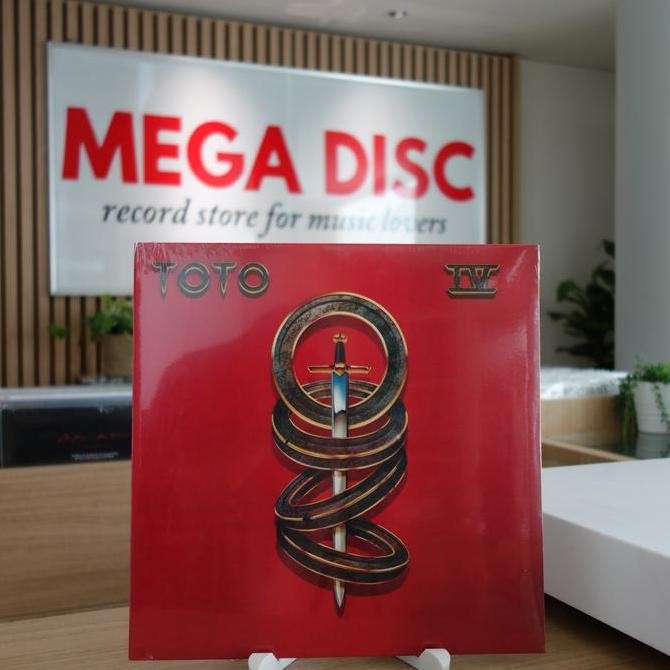 MEGA DISC
record store for music lovers
TOTO IV